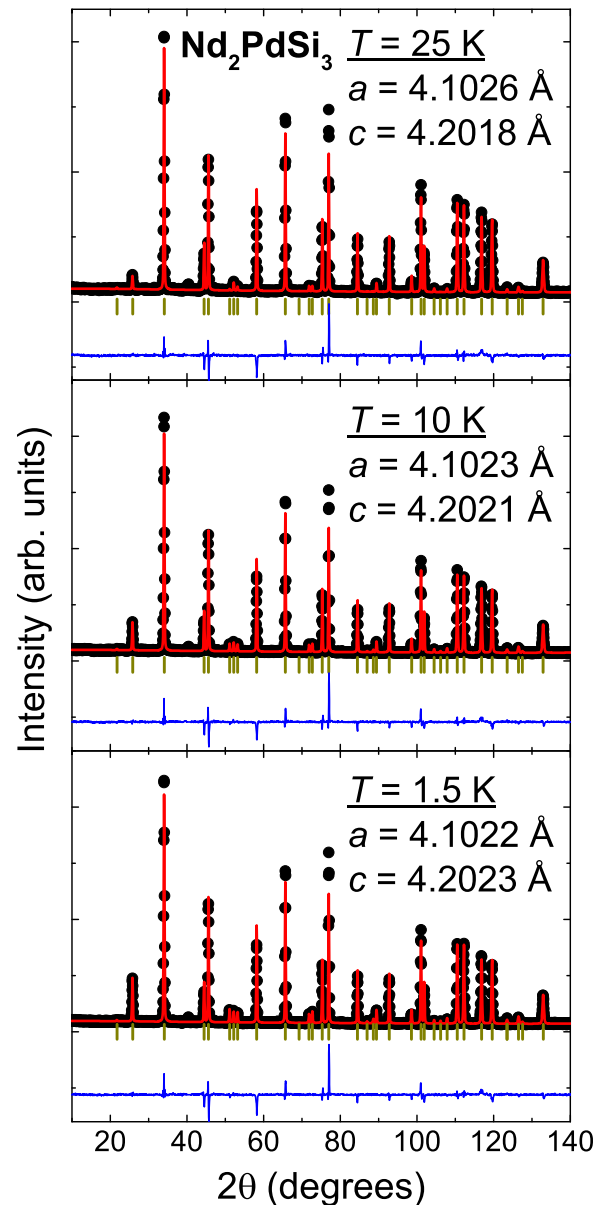 Nd₂PdSi₃
T = 25 K
a = 4.1026 Å
c = 4.2018 Å
T = 10 K
a = 4.1023 Å
c = 4.2021 Å
T = 1.5 K
a = 4.1022 Å
c = 4.2023 Å
Intensity (arb. units)
20 40 60 80 100 120 140
2θ (degrees)